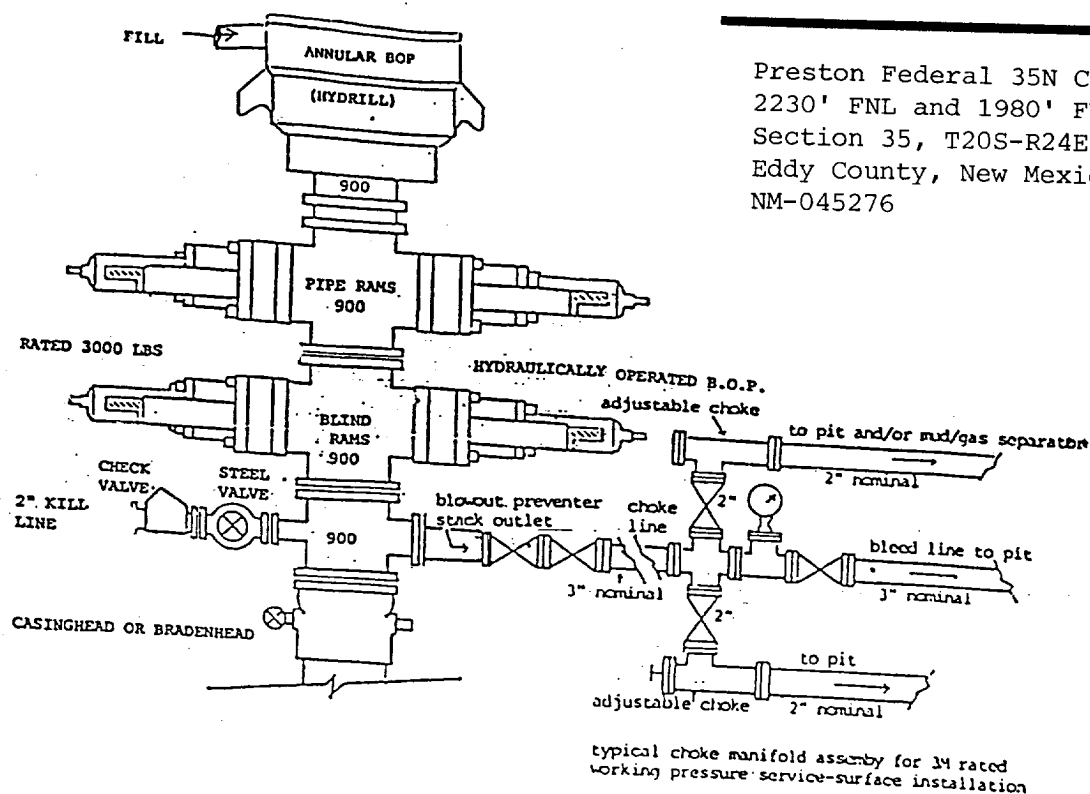 Preston Federal 35N C
2230' FNL and 1980' F
Section 35, T20S-R24E
Eddy County, New Mexi
NM-045276
FILL
ANNULAR BOP
(HYDRILL)
900
PIPE RAMS
900
RATED 3000 LBS
HYDRAULICALLY OPERATED B.O.P.
BLIND
RAMS
900
adjustable choke
to pit and/or mud/gas separator
2" nominal
2"
CHECK
VALVE
STEEL
VALVE
2" KILL
LINE
900
blowout preventer
stack outlet
choke
line
3" nominal
bleed line to pit
3" nominal
2"
CASINGHEAD OR BRADENHEAD
to pit
adjustable choke
2" nominal
typical choke manifold assemby for 3M rated
working pressure service-surface installation